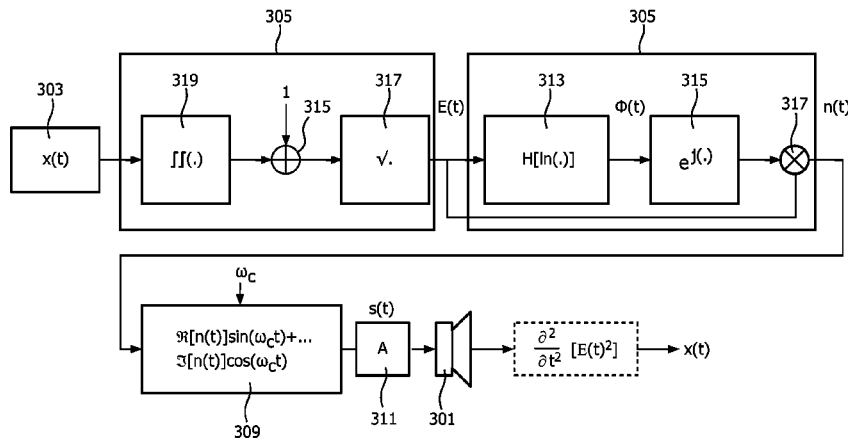 305
305
303
319
1
315
317
E(t)
313
Φ(t)
315
317
n(t)
x(t)
∫∫(.)
√.
H[ln(.)]
e^j(.)
ω_c
ℜ[n(t)]sin(ω_c t)+...
ℑ[n(t)]cos(ω_c t)
s(t)
A
∂²/∂t² [E(t)²]
x(t)
309
311
301